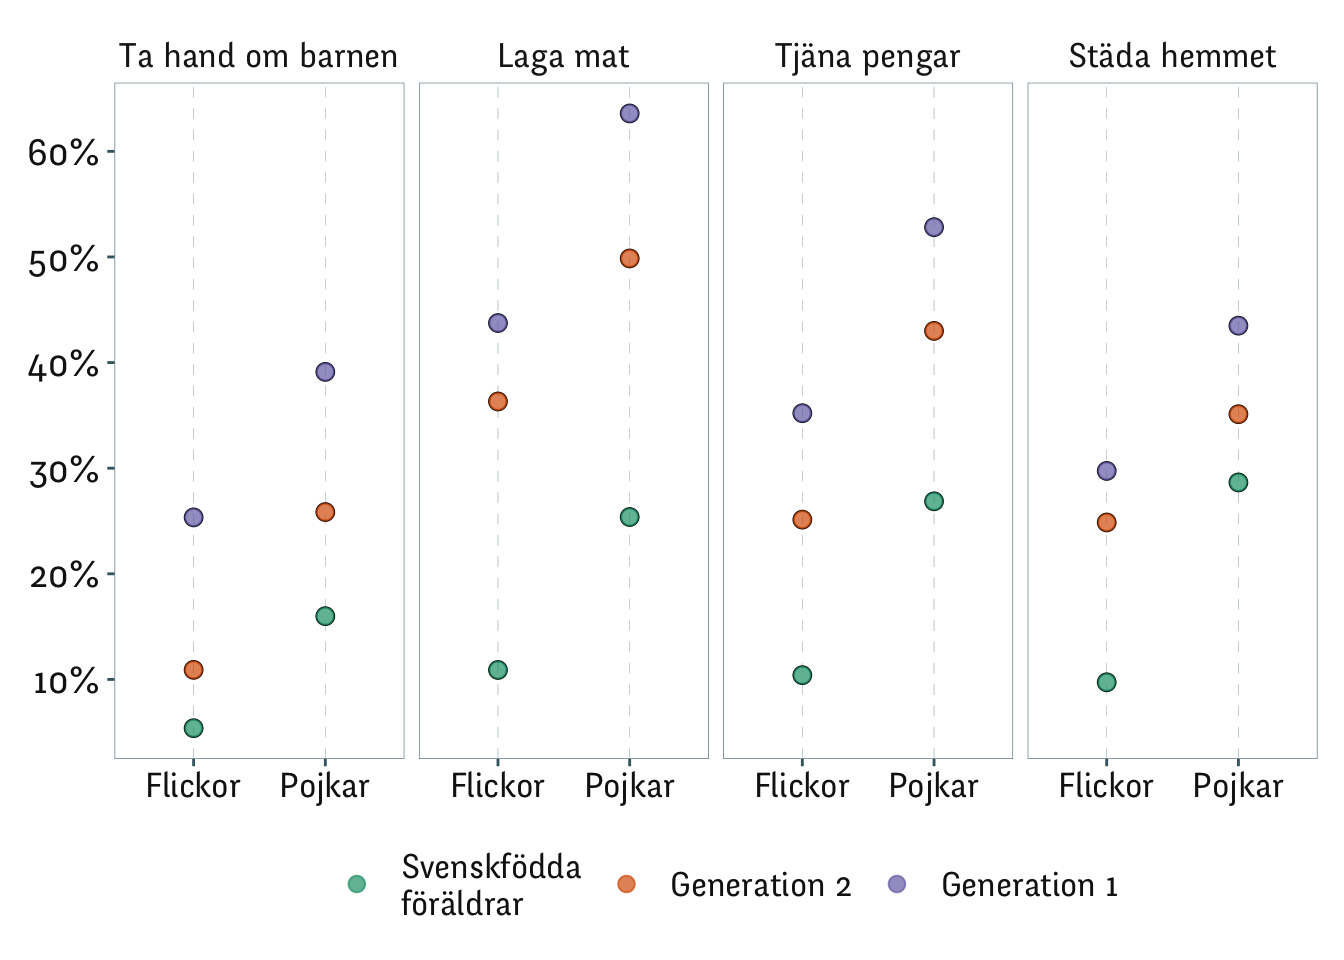 Ta hand om barnen
Laga mat
Tjäna pengar
Städa hemmet
60%
50%
40%
30%
20%
10%
Flickor
Pojkar
Flickor
Pojkar
Flickor
Pojkar
Flickor
Pojkar
Svenskfödda
föräldrar
Generation 2
Generation 1